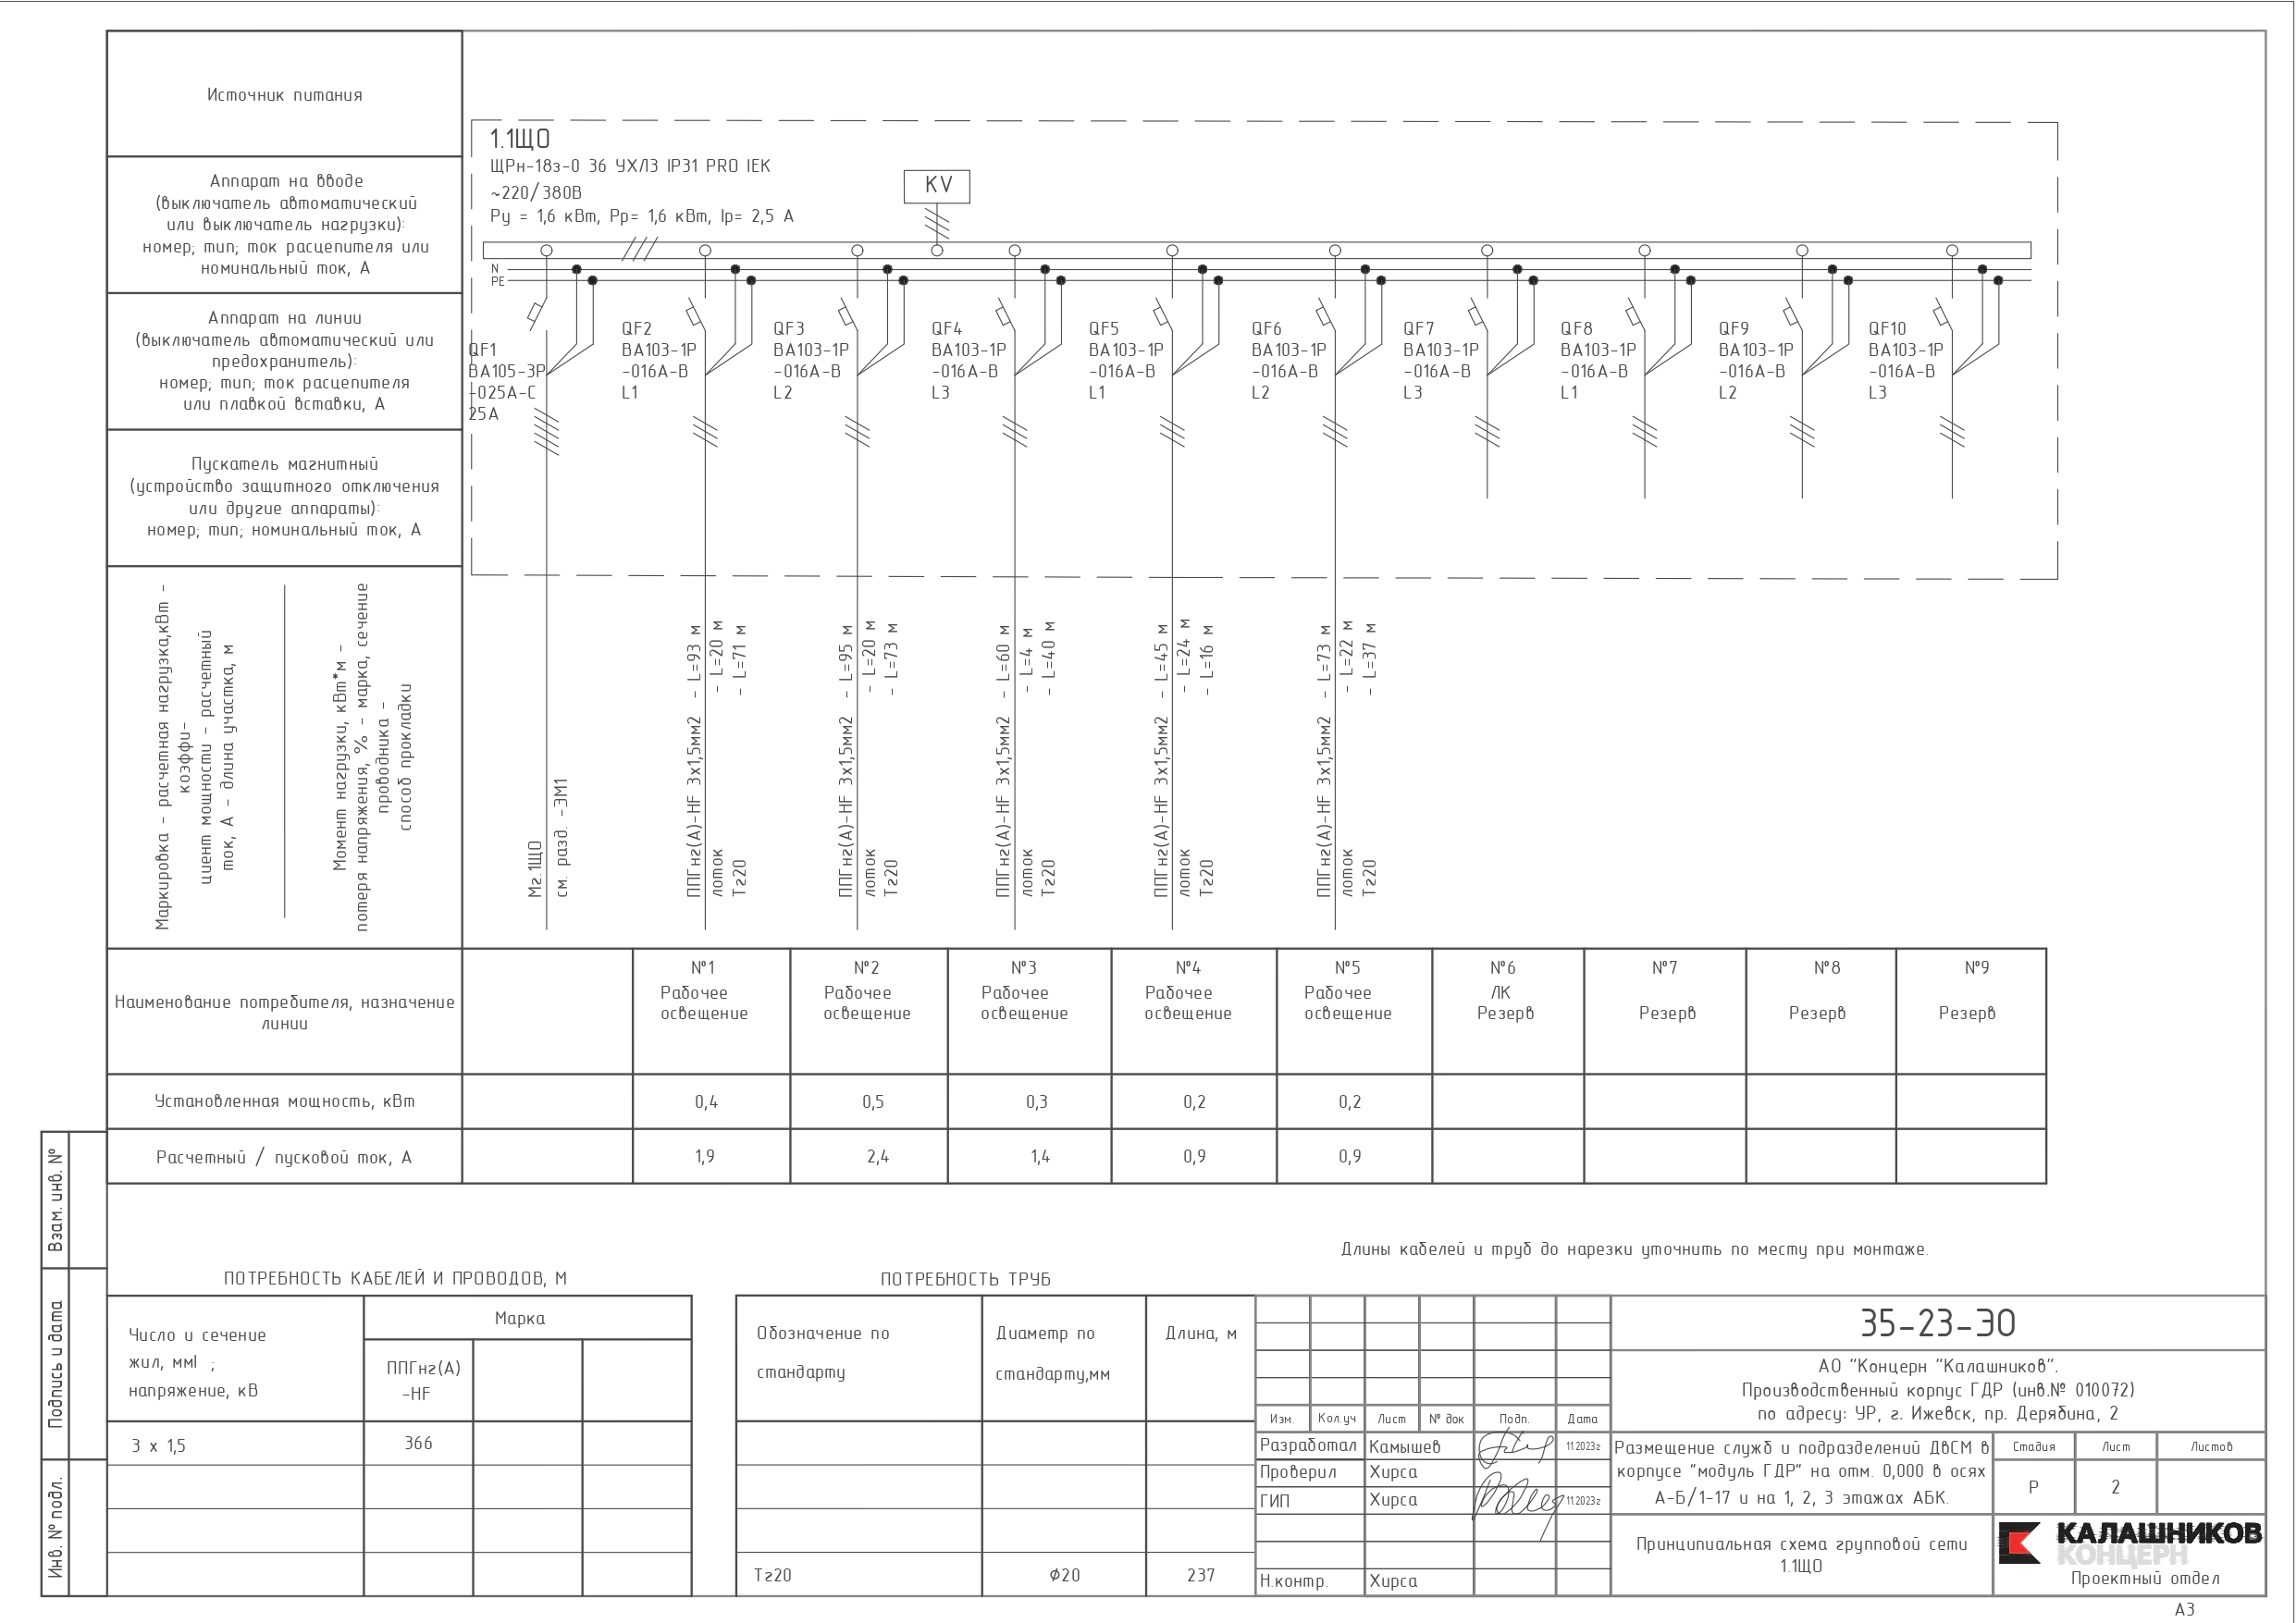 Источник питания
Аппарат на вводе
(выключатель автоматический
или выключатель нагрузки):
номер; тип; ток расцепителя или
номинальный ток, А
Аппарат на линии
(выключатель автоматический или
предохранитель):
номер; тип; ток расцепителя
или плавкой вставки, А
Пускатель магнитный
(устройство защитного отключения
или другие аппараты):
номер; тип; номинальный ток, А
Маркировка - расчетная нагрузка,кВт -
коэффи-
циент мощности - расчетный
ток, А - длина участка, м
Момент нагрузки, кВт*м -
потеря напряжения, % - марка, сечение
проводника -
способ прокладки
1.1ЩО
ЩРн-18з-0 36 УХЛ3 IP31 PRO IEK
~220/380В
Ру = 1,6 кВт, Рр= 1,6 кВт, Iр= 2,5 А
KV
N
PE
QF1
ВА105-3Р
-025А-С
25А
QF2
ВА103-1Р
-016А-В
L1
QF3
ВА103-1Р
-016А-В
L2
QF4
ВА103-1Р
-016А-В
L3
QF5
ВА103-1Р
-016А-В
L1
QF6
ВА103-1Р
-016А-В
L2
QF7
ВА103-1Р
-016А-В
L3
QF8
ВА103-1Р
-016А-В
L1
QF9
ВА103-1Р
-016А-В
L2
QF10
ВА103-1Р
-016А-В
L3
Мг.1ЩО
см. разд. -ЭМ1
ППГнг(А)-HF 3х1,5мм2 - L=93 м
лоток - L=20 м
Тг20 - L=71 м
ППГнг(А)-HF 3х1,5мм2 - L=95 м
лоток - L=20 м
Тг20 - L=73 м
ППГнг(А)-HF 3х1,5мм2 - L=60 м
лоток - L=4 м
Тг20 - L=40 м
ППГнг(А)-HF 3х1,5мм2 - L=45 м
лоток - L=24 м
Тг20 - L=16 м
ППГнг(А)-HF 3х1,5мм2 - L=73 м
лоток - L=22 м
Тг20 - L=37 м
Наименование потребителя, назначение
линии
№1
Рабочее
освещение
№2
Рабочее
освещение
№3
Рабочее
освещение
№4
Рабочее
освещение
№5
Рабочее
освещение
№6
ЛК
Резерв
№7
Резерв
№8
Резерв
№9
Резерв
Установленная мощность, кВт 0,4 0,5 0,3 0,2 0,2
Расчетный / пусковой ток, А 1,9 2,4 1,4 0,9 0,9
Длины кабелей и труб до нарезки уточнить по месту при монтаже.
ПОТРЕБНОСТЬ КАБЕЛЕЙ И ПРОВОДОВ, М
Число и сечение
жил, ммl ;
напряжение, кВ
Марка
ППГнг(А)
-HF
3 х 1,5 366
ПОТРЕБНОСТЬ ТРУБ
Обозначение по
стандарту
Диаметр по
стандарту,мм
Длина, м
Тг20 Ф20 237
Взам. инв. №
Подпись и дата
Инв. № подл.
Изм. Кол.уч Лист № док Подп. Дата
Разработал Камышев 11.2023г
Проверил Хирса
ГИП Хирса 11.2023г
Н.контр. Хирса
35-23-ЭО
АО "Концерн "Калашников".
Производственный корпус ГДР (инв.№ 010072)
по адресу: УР, г. Ижевск, пр. Дерябина, 2
Размещение служб и подразделений ДвСМ в
корпусе "модуль ГДР" на отм. 0,000 в осях
А-Б/1-17 и на 1, 2, 3 этажах АБК.
Стадия Лист Листов
Р 2
Принципиальная схема групповой сети
1.1ЩО
КАЛАШНИКОВ
КОНЦЕРН
Проектный отдел
А3